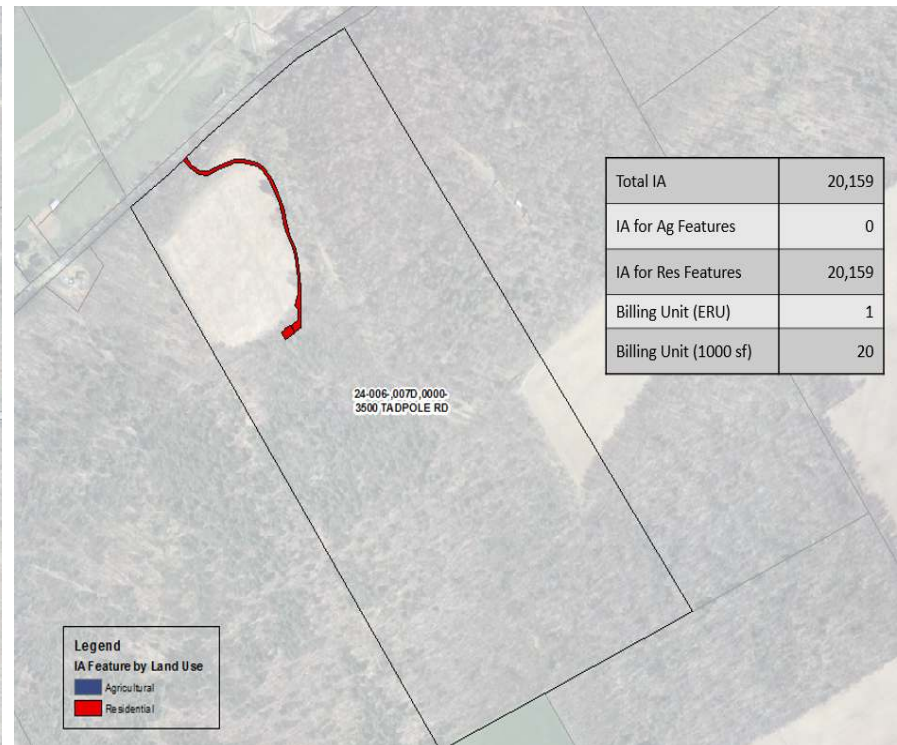 Total IA 20,159
IA for Ag Features 0
IA for Res Features 20,159
Billing Unit (ERU) 1
Billing Unit (1000 sf) 20
24-006-,007D,0000-
3500 TADPOLE RD
Legend
IA Feature by Land Use
Agricultural
Residential